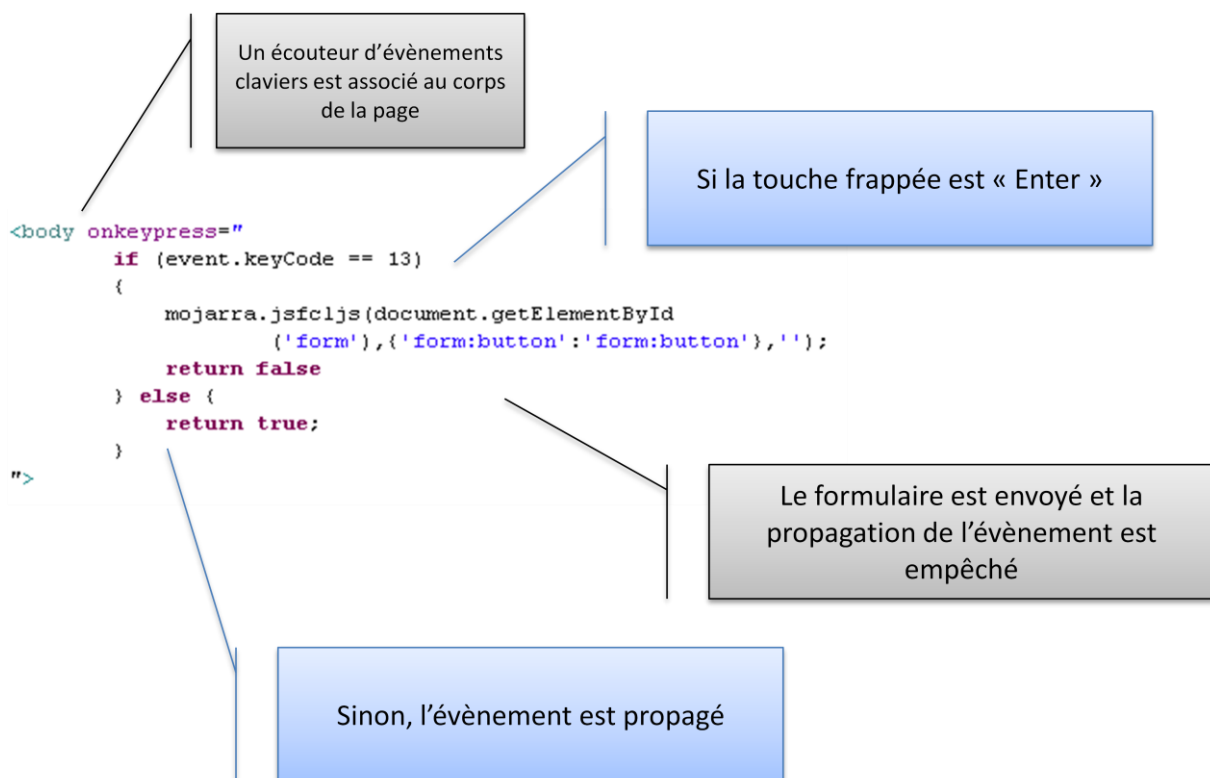 Un écouteur d’évènements
claviers est associé au corps
de la page
Si la touche frappée est « Enter »
<body onkeypress="
if (event.keyCode == 13)
{
mojarra.jsfcljs(document.getElementById
('form'),{'form:button':'form:button'},'');
return false
} else {
return true;
}
">
Le formulaire est envoyé et la
propagation de l’évènement est
empêché
Sinon, l’évènement est propagé